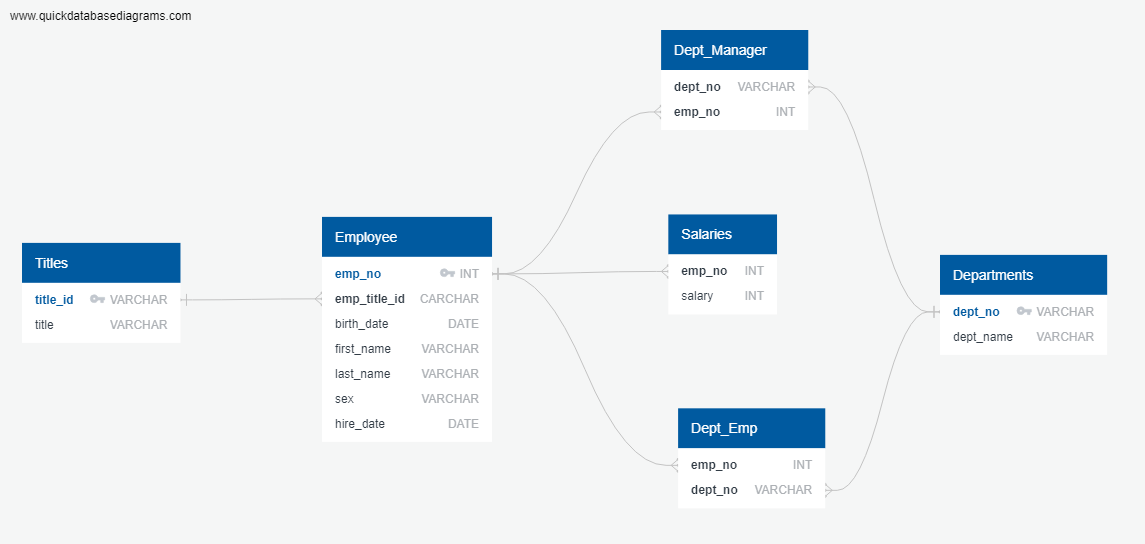 www.quickdatabasediagrams.com
Titles
title_id VARCHAR
title VARCHAR
Employee
emp_no INT
emp_title_id CARCHAR
birth_date DATE
first_name VARCHAR
last_name VARCHAR
sex VARCHAR
hire_date DATE
Dept_Manager
dept_no VARCHAR
emp_no INT
Salaries
emp_no INT
salary INT
Dept_Emp
emp_no INT
dept_no VARCHAR
Departments
dept_no VARCHAR
dept_name VARCHAR